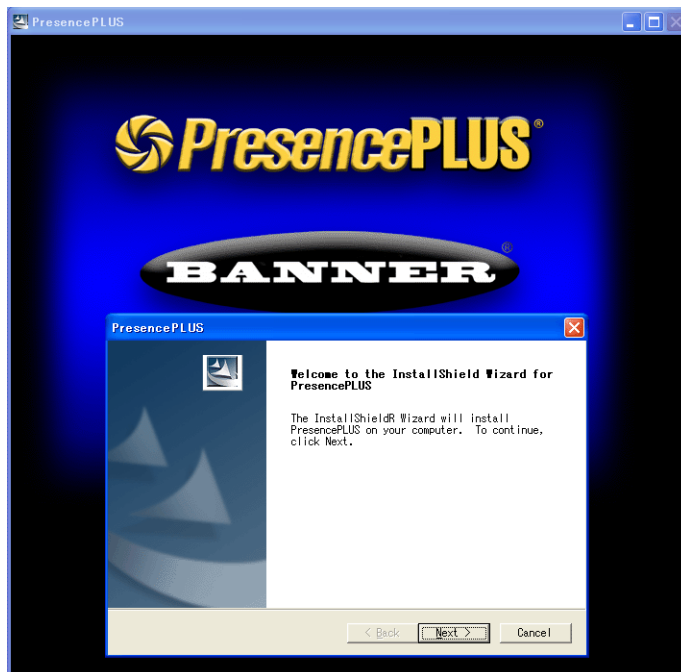 PresencePLUS
PresencePLUS®
®
BANNER
PresencePLUS
Welcome to the InstallShield Wizard for
PresencePLUS
The InstallShieldR Wizard will install
PresencePLUS on your computer. To continue,
click Next.
< Back Next > Cancel